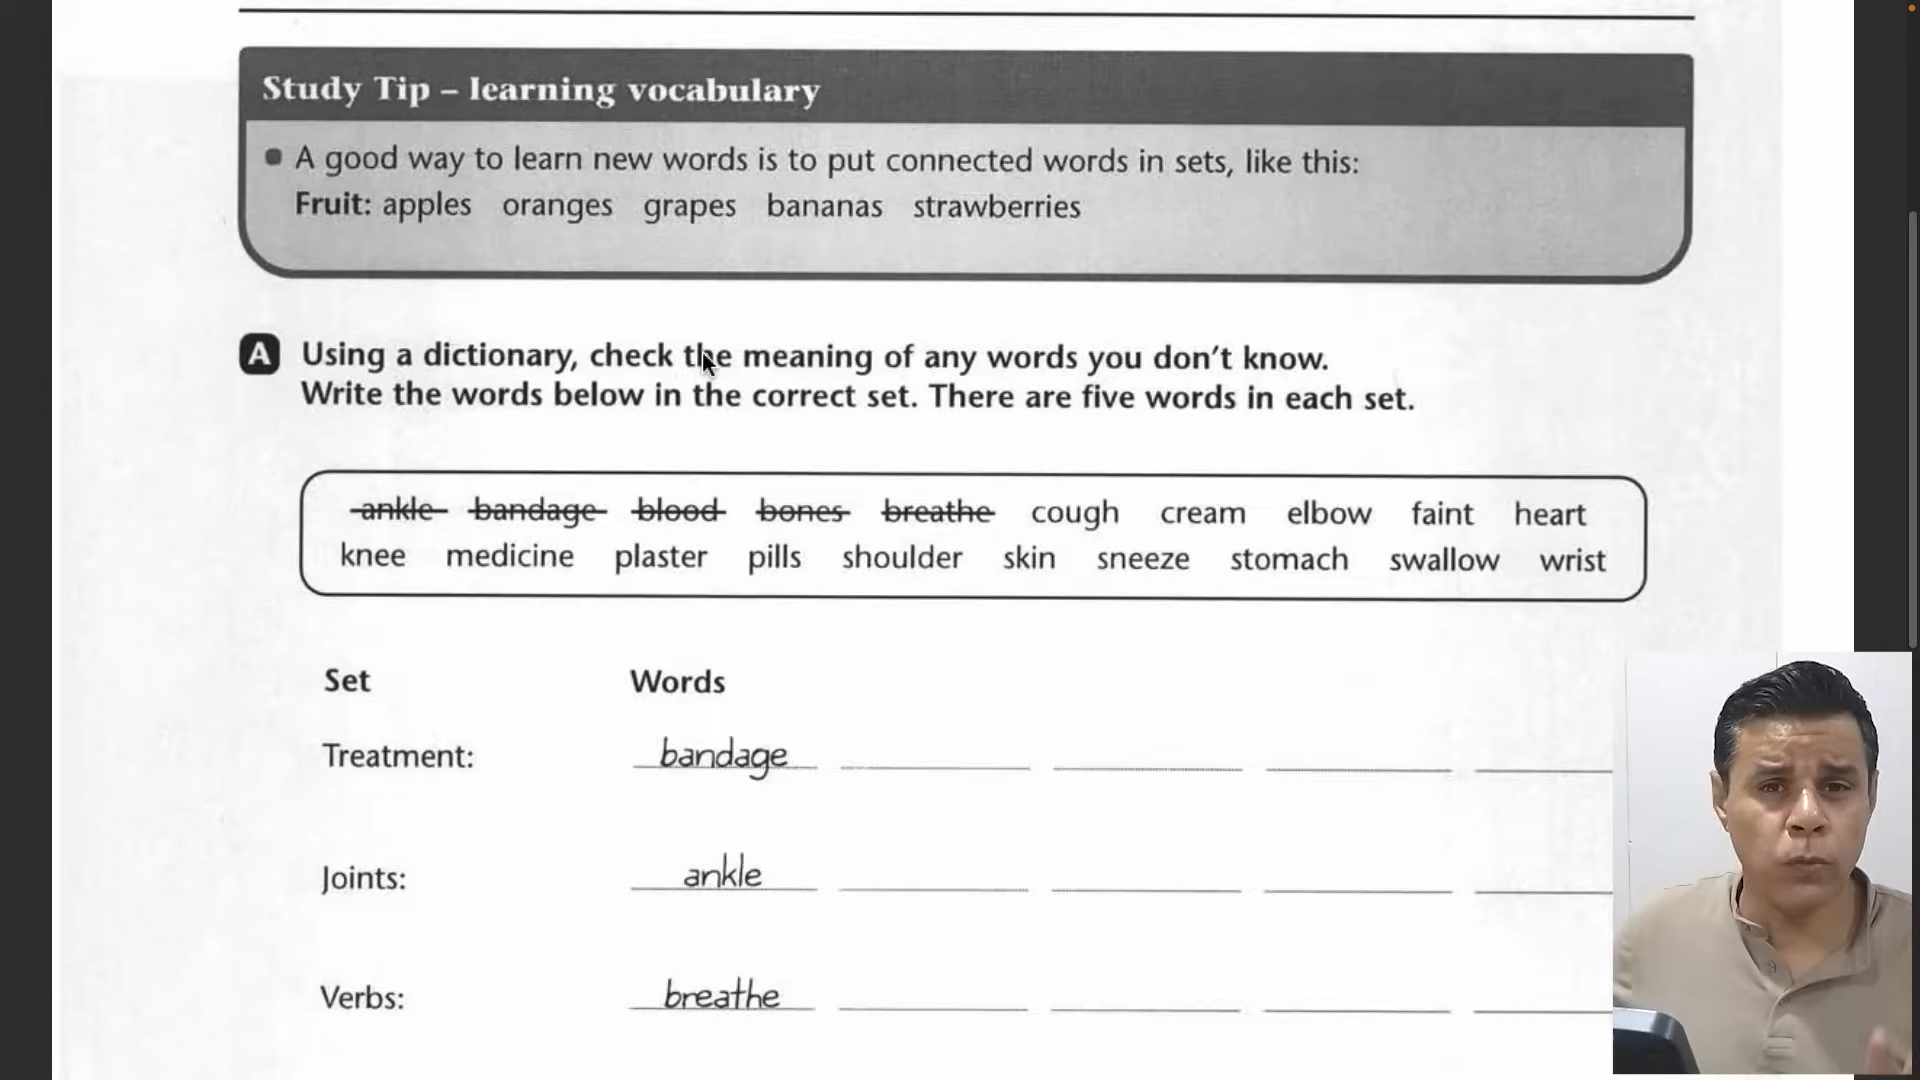 Study Tip – learning vocabulary
A good way to learn new words is to put connected words in sets, like this:
Fruit: apples oranges grapes bananas strawberries
A Using a dictionary, check the meaning of any words you don't know.
Write the words below in the correct set. There are five words in each set.
ankle bandage blood bones breathe cough cream elbow faint heart
knee medicine plaster pills shoulder skin sneeze stomach swallow wrist
Set Words
Treatment: bandage
Joints: ankle
Verbs: breathe